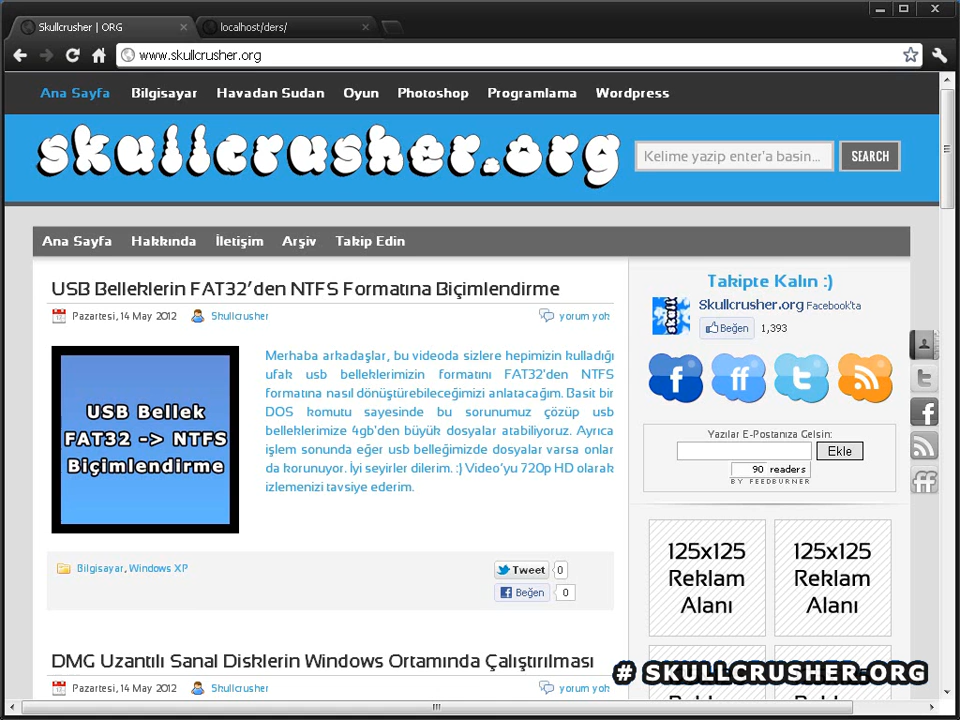 Skullcrusher | ORG
localhost/ders/
www.skullcrusher.org
Ana Sayfa Bilgisayar Havadan Sudan Oyun Photoshop Programlama Wordpress
skullcrusher.org
Kelime yazip enter'a basin...
SEARCH
Ana Sayfa Hakkında İletişim Arşiv Takip Edin
USB Belleklerin FAT32'den NTFS Formatına Biçimlendirme
Pazartesi, 14 May 2012 Skullcrusher yorum yok
USB Bellek
FAT32 -> NTFS
Biçimlendirme
Merhaba arkadaşlar, bu videoda sizlere hepimizin kulladığı
ufak usb belleklerimizin formatını FAT32'den NTFS
formatına nasıl dönüştürebileceğimizi anlatacağım. Basit bir
DOS komutu sayesinde bu sorunumuz çözüp usb
belleklerimize 4gb'den büyük dosyalar atabiliyoruz. Ayrıca
işlem sonunda eğer usb belleğimizde dosyalar varsa onlar
da korunuyor. İyi seyirler dilerim. :) Video'yu 720p HD olarak
izlemenizi tavsiye ederim.
Bilgisayar, Windows XP
Tweet 0
Beğen 0
DMG Uzantılı Sanal Disklerin Windows Ortamında Çalıştırılması
Pazartesi, 14 May 2012 Skullcrusher yorum yok
Takipte Kalın :)
Skullcrusher.org Facebook'ta
Beğen 1,393
Yazılar E-Postanıza Gelsin:
Ekle
90 readers
BY FEEDBURNER
125x125
Reklam
Alanı
125x125
Reklam
Alanı
# SKULLCRUSHER.ORG